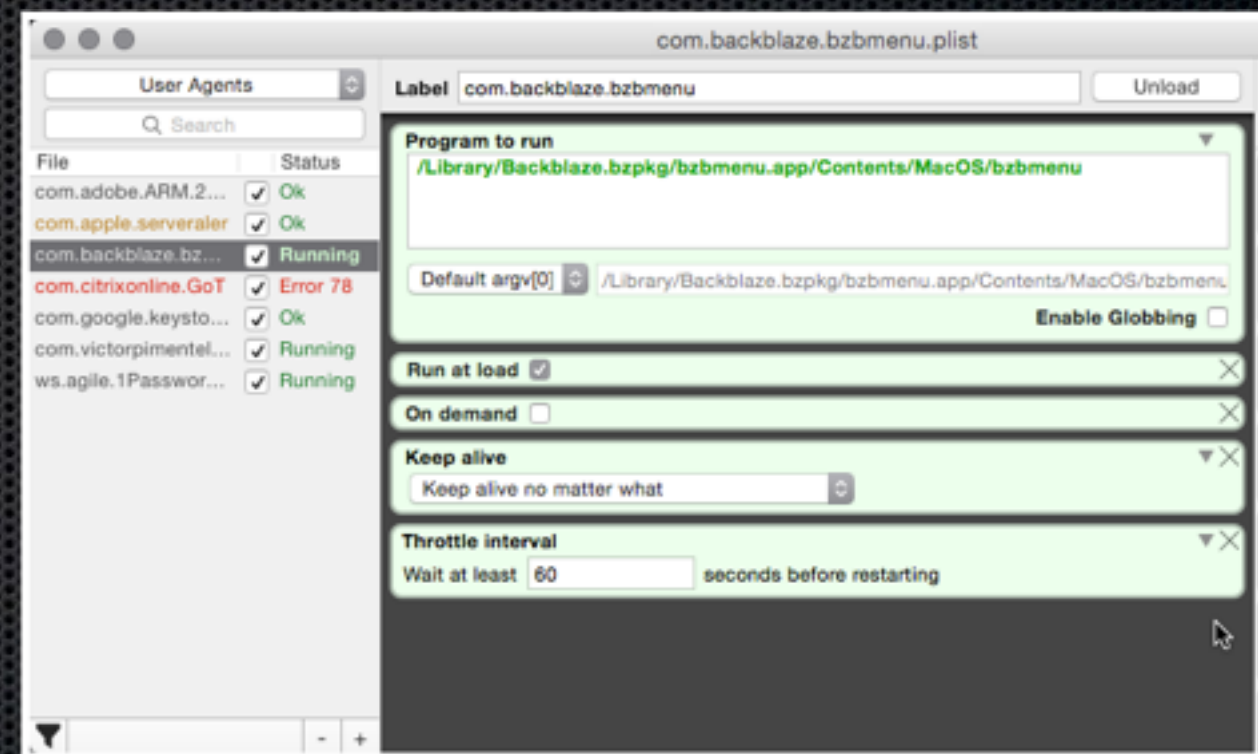 com.backblaze.bzbmenu.plist
User Agents
Search
File Status
com.adobe.ARM.2... Ok
com.apple.serveraler Ok
com.backblaze.bz... Running
com.citrixonline.GoT Error 78
com.google.keysto... Ok
com.victorpimentel... Running
ws.agile.1Passwor... Running
- +
Label com.backblaze.bzbmenu Unload
Program to run
/Library/Backblaze.bzpkg/bzbmenu.app/Contents/MacOS/bzbmenu
Default argv[0] /Library/Backblaze.bzpkg/bzbmenu.app/Contents/MacOS/bzbmenu
Enable Globbing
Run at load
On demand
Keep alive
Keep alive no matter what
Throttle interval
Wait at least 60 seconds before restarting